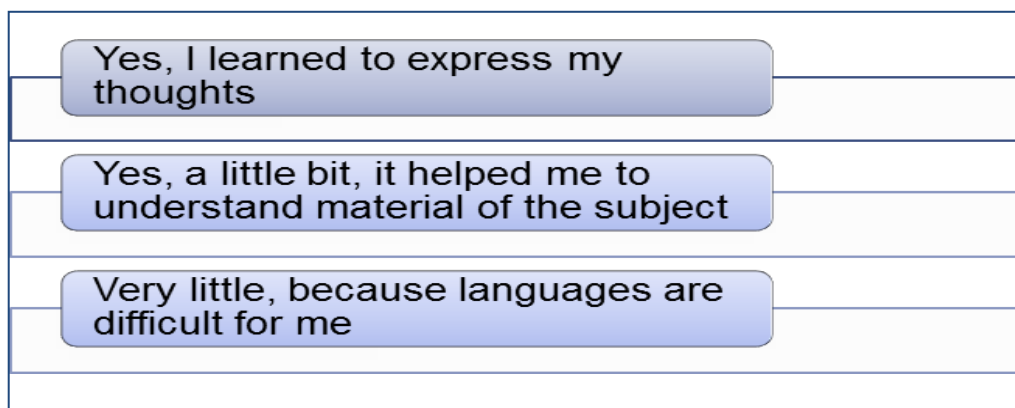 Yes, I learned to express my
thoughts
Yes, a little bit, it helped me to
understand material of the subject
Very little, because languages are
difficult for me